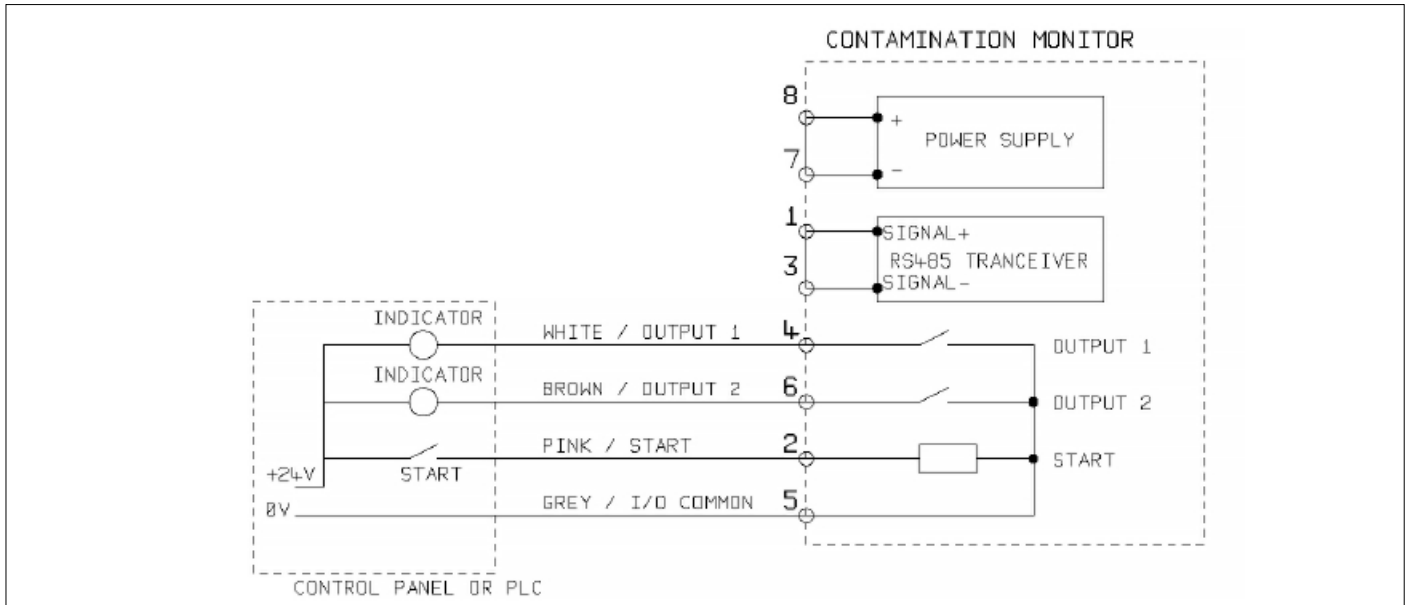 CONTAMINATION MONITOR
8
+
POWER SUPPLY
7
-
1
SIGNAL+
RS485 TRANCEIVER
3
SIGNAL-
INDICATOR
WHITE / OUTPUT 1
4
OUTPUT 1
INDICATOR
BROWN / OUTPUT 2
6
OUTPUT 2
PINK / START
2
START
START
+24V
0V
GREY / I/O COMMON
5
CONTROL PANEL OR PLC